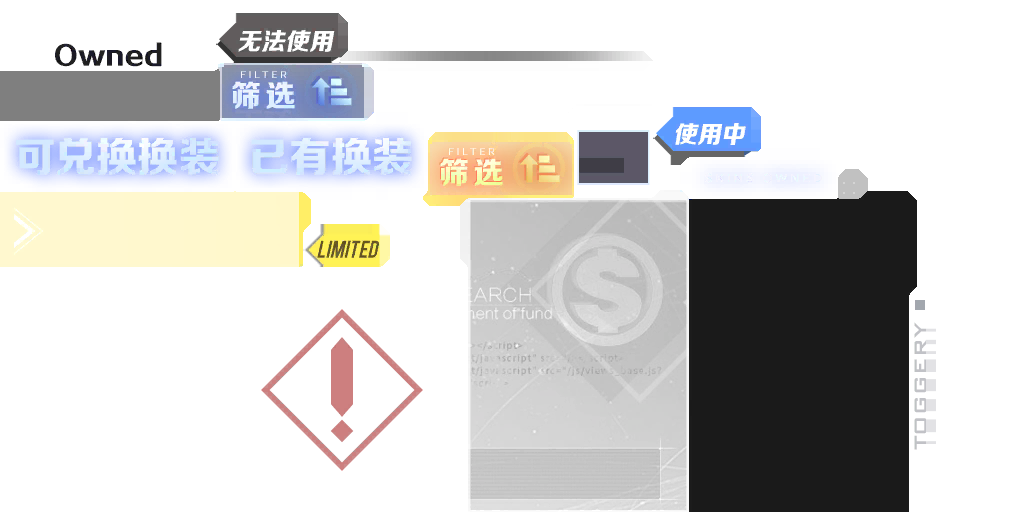 Owned
无法使用
FILTER
筛选
使用中
可兑换换装
已有换装
FILTER
筛选
LIMITED
EARCH
ment of fund
></script>
TOGGERY